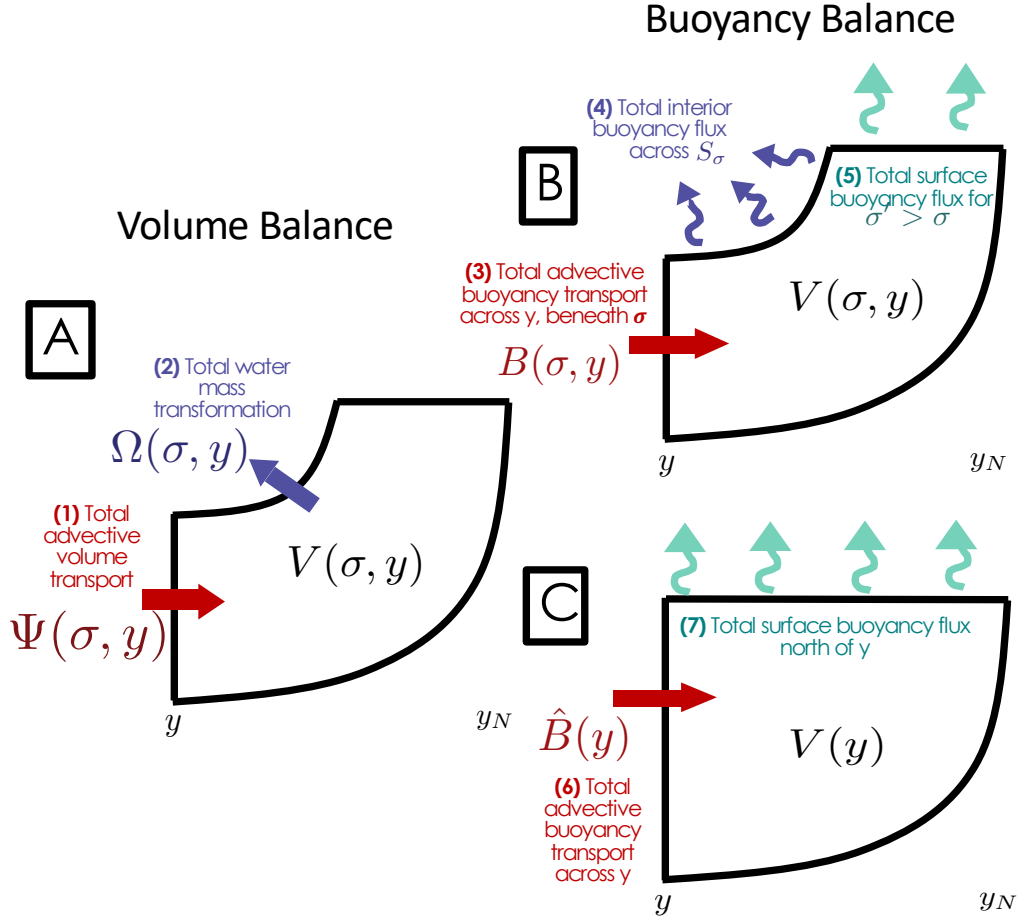 Buoyancy Balance
Volume Balance
A
(2) Total water
mass
transformation
Ω(σ, y)
(1) Total
advective
volume
transport
Ψ(σ, y)
V(σ, y)
y
y_N
B
(4) Total interior
buoyancy flux
across S_σ
(5) Total surface
buoyancy flux for
σ′ > σ
(3) Total advective
buoyancy transport
across y, beneath σ
B(σ, y)
V(σ, y)
y
y_N
C
(7) Total surface buoyancy flux
north of y
B̂(y)
V(y)
(6) Total
advective
buoyancy
transport
across y
y
y_N